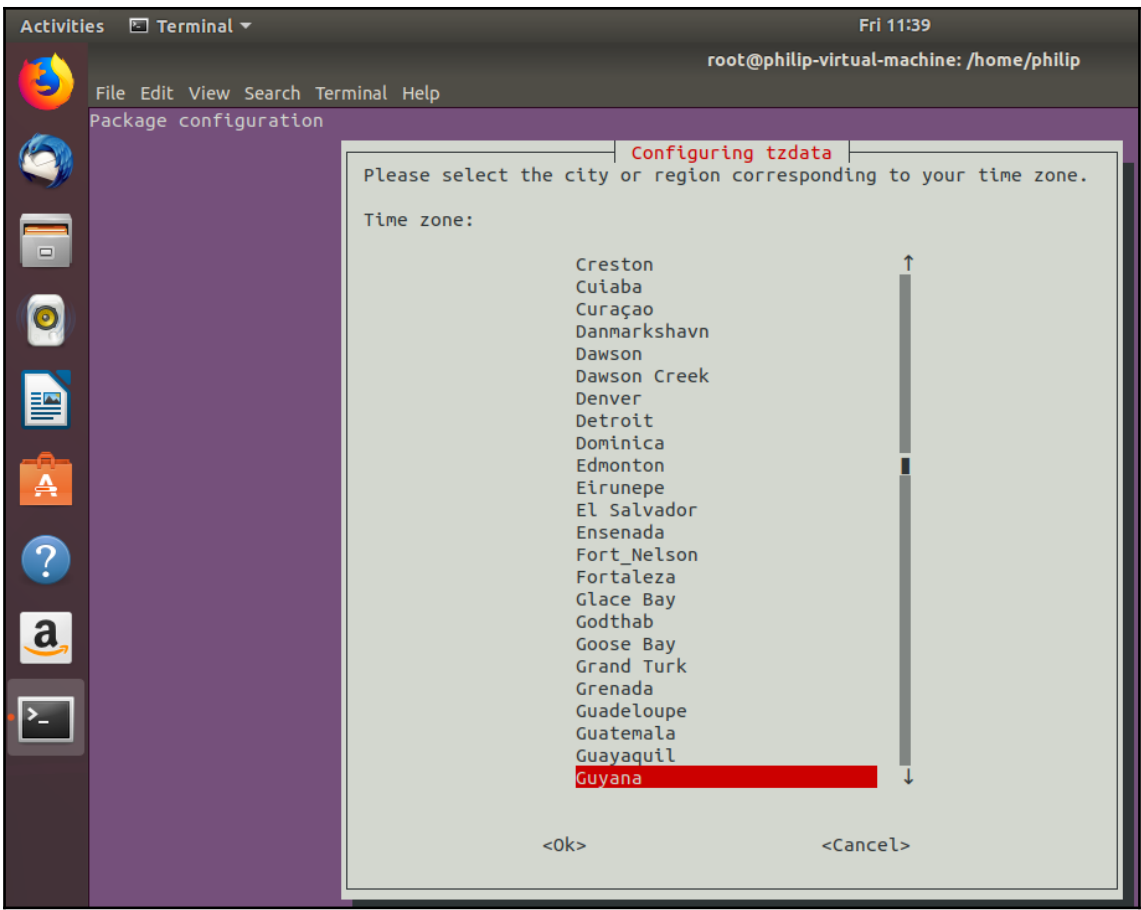 Activities Terminal Fri 11:39
root@philip-virtual-machine: /home/philip
File Edit View Search Terminal Help
Package configuration
Configuring tzdata
Please select the city or region corresponding to your time zone.
Time zone:
Creston
Cuiaba
Curaçao
Danmarkshavn
Dawson
Dawson Creek
Denver
Detroit
Dominica
Edmonton
Eirunepe
El Salvador
Ensenada
Fort_Nelson
Fortaleza
Glace Bay
Godthab
Goose Bay
Grand Turk
Grenada
Guadeloupe
Guatemala
Guayaquil
Guyana
<Ok> <Cancel>